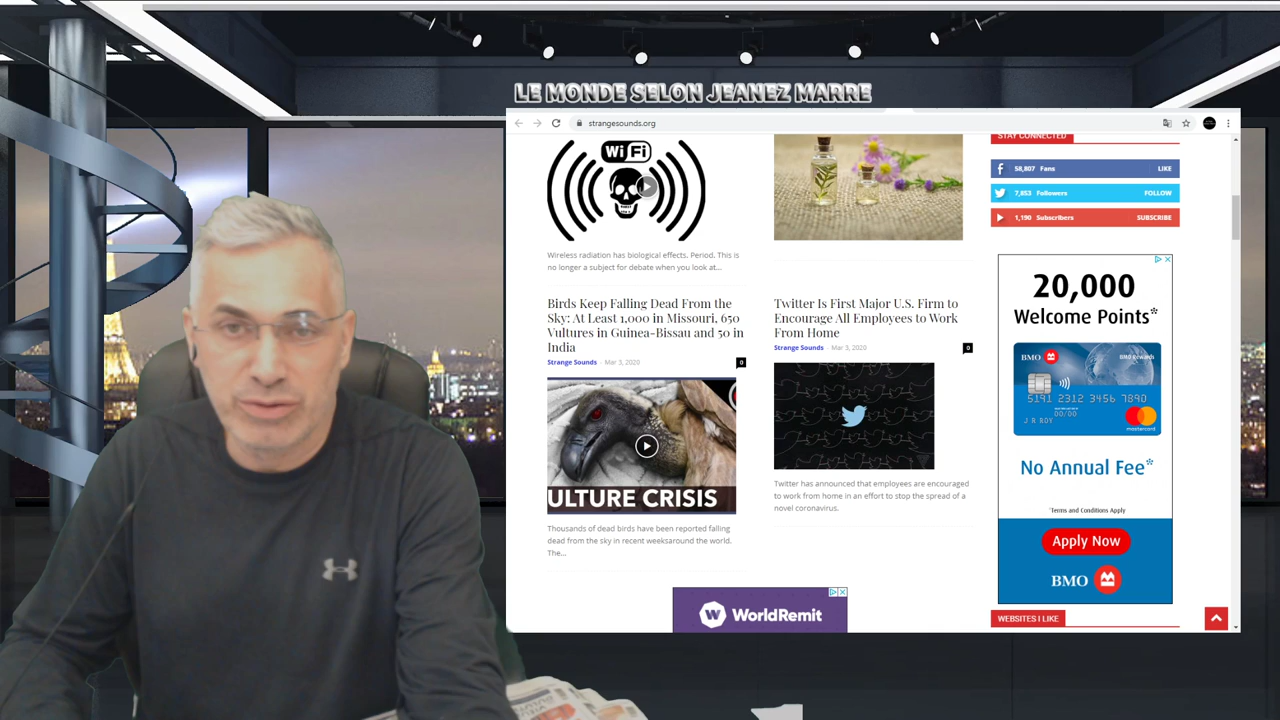 LE MONDE SELON JEANEZ MARRE
strangesounds.org
WiFi
Wireless radiation has biological effects. Period. This is
no longer a subject for debate when you look at...
Birds Keep Falling Dead From the
Sky: At Least 1,000 in Missouri, 650
Vultures in Guinea-Bissau and 50 in
India
Strange Sounds - Mar 3, 2020
0
ULTURE CRISIS
Thousands of dead birds have been reported falling
dead from the sky in recent weeksaround the world.
The...
Twitter Is First Major U.S. Firm to
Encourage All Employees to Work
From Home
Strange Sounds - Mar 3, 2020
0
Twitter has announced that employees are encouraged
to work from home in an effort to stop the spread of a
novel coronavirus.
WorldRemit
STAY CONNECTED
58,807 Fans LIKE
7,853 Followers FOLLOW
1,190 Subscribers SUBSCRIBE
20,000
Welcome Points*
BMO BMO Rewards
5191 2312 3456 7890
00/00
J R ROY
mastercard
No Annual Fee*
*Terms and Conditions Apply
Apply Now
BMO
WEBSITES I LIKE